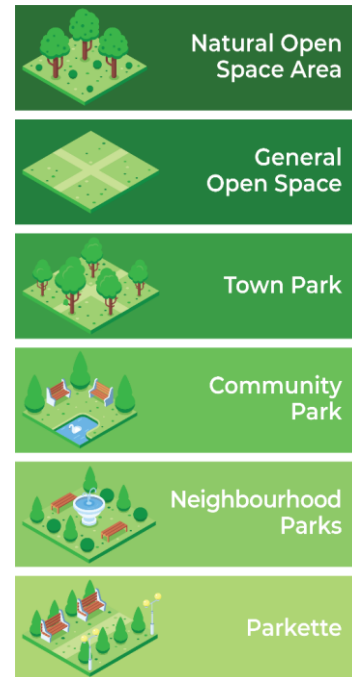 Natural Open
Space Area
General
Open Space
Town Park
Community
Park
Neighbourhood
Parks
Parkette